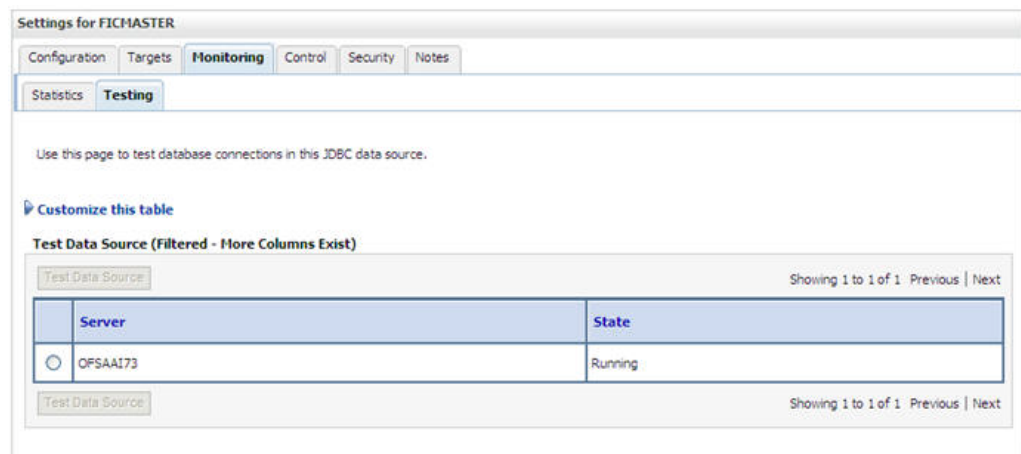 Settings for FICMASTER
Configuration Targets Monitoring Control Security Notes
Statistics Testing
Use this page to test database connections in this JDBC data source.
Customize this table
Test Data Source (Filtered - More Columns Exist)
Test Data Source Showing 1 to 1 of 1 Previous | Next
Server State
OFSAAI73 Running
Test Data Source Showing 1 to 1 of 1 Previous | Next